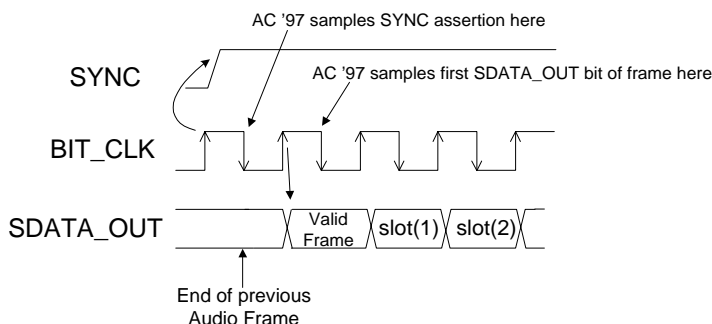 AC '97 samples SYNC assertion here
SYNC
AC '97 samples first SDATA_OUT bit of frame here
BIT_CLK
SDATA_OUT
Valid
Frame
slot(1)
slot(2)
End of previous
Audio Frame